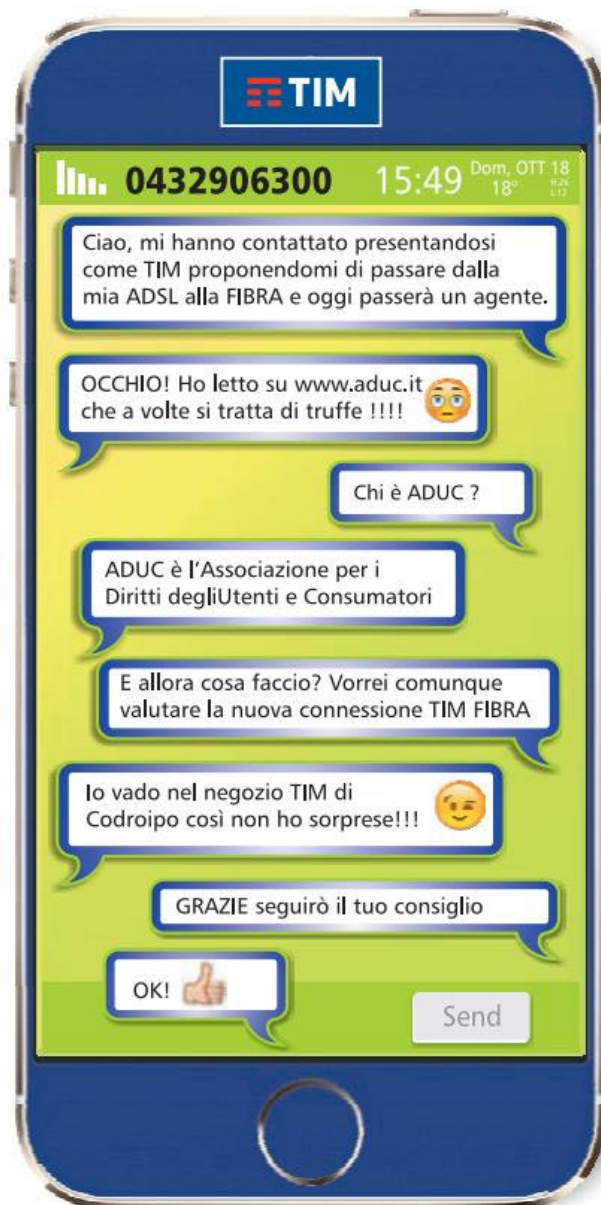 TIM
0432906300 15:49 Dom, OTT 18
18°
H:26
L:12
Ciao, mi hanno contattato presentandosi
come TIM proponendomi di passare dalla
mia ADSL alla FIBRA e oggi passerà un agente.
OCCHIO! Ho letto su www.aduc.it
che a volte si tratta di truffe !!!!
Chi è ADUC ?
ADUC è l'Associazione per i
Diritti degliUtenti e Consumatori
E allora cosa faccio? Vorrei comunque
valutare la nuova connessione TIM FIBRA
Io vado nel negozio TIM di
Codroipo così non ho sorprese!!!
GRAZIE seguirò il tuo consiglio
OK!
Send